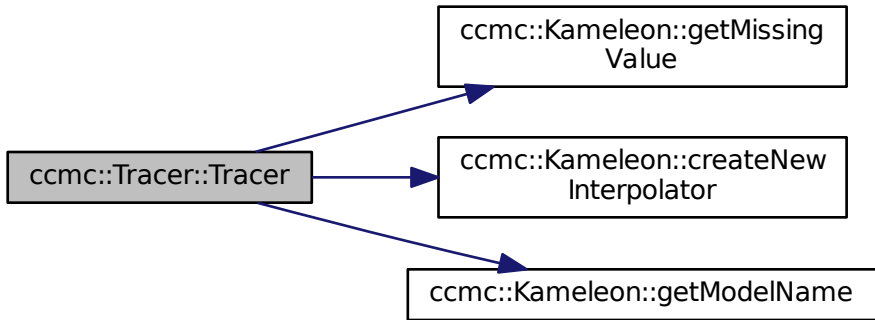 ccmc::Kameleon::getMissing
Value
ccmc::Tracer::Tracer
ccmc::Kameleon::createNew
Interpolator
ccmc::Kameleon::getModelName